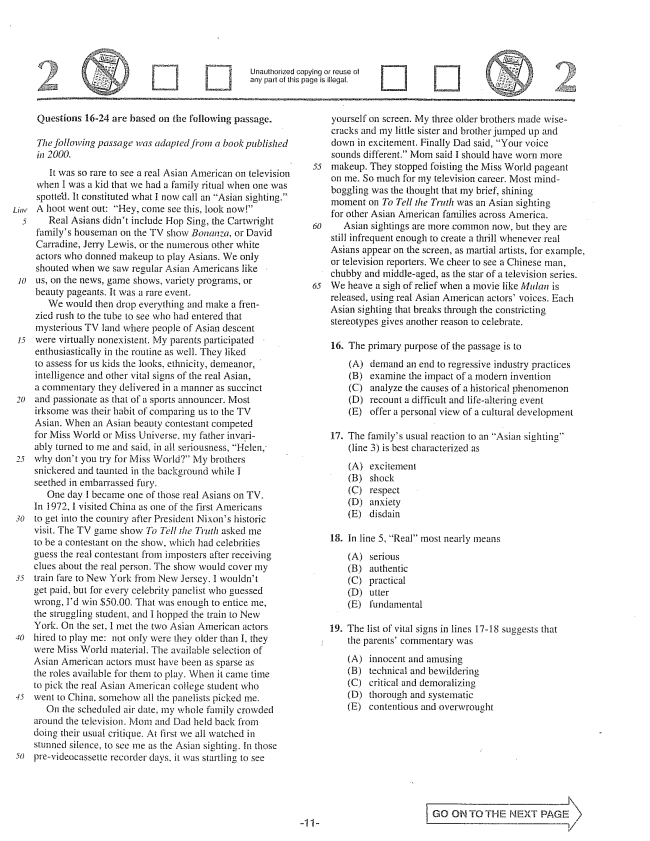 2
Unauthorized copying or reuse of
any part of this page is illegal.
2
Questions 16-24 are based on the following passage.
The following passage was adapted from a book published
in 2000.
It was so rare to see a real Asian American on television
when I was a kid that we had a family ritual when one was
spotted. It constituted what I now call an “Asian sighting.”
Line A hoot went out: “Hey, come see this, look now!”
5 Real Asians didn’t include Hop Sing, the Cartwright
family’s houseman on the TV show Bonanza, or David
Carradine, Jerry Lewis, or the numerous other white
actors who donned makeup to play Asians. We only
shouted when we saw regular Asian Americans like
10 us, on the news, game shows, variety programs, or
beauty pageants. It was a rare event.
We would then drop everything and make a fren-
zied rush to the tube to see who had entered that
mysterious TV land where people of Asian descent
15 were virtually nonexistent. My parents participated
enthusiastically in the routine as well. They liked
to assess for us kids the looks, ethnicity, demeanor,
intelligence and other vital signs of the real Asian,
a commentary they delivered in a manner as succinct
20 and passionate as that of a sports announcer. Most
irksome was their habit of comparing us to the TV
Asian. When an Asian beauty contestant competed
for Miss World or Miss Universe, my father invari-
ably turned to me and said, in all seriousness, “Helen,
25 why don’t you try for Miss World?” My brothers
snickered and taunted in the background while I
seethed in embarrassed fury.
One day I became one of those real Asians on TV.
In 1972, I visited China as one of the first Americans
30 to get into the country after President Nixon’s historic
visit. The TV game show To Tell the Truth asked me
to be a contestant on the show, which had celebrities
guess the real contestant from imposters after receiving
clues about the real person. The show would cover my
35 train fare to New York from New Jersey. I wouldn’t
get paid, but for every celebrity panelist who guessed
wrong, I’d win $50.00. That was enough to entice me,
the struggling student, and I hopped the train to New
York. On the set, I met the two Asian American actors
40 hired to play me: not only were they older than I, they
were Miss World material. The available selection of
Asian American actors must have been as sparse as
the roles available for them to play. When it came time
to pick the real Asian American college student who
45 went to China, somehow all the panelists picked me.
On the scheduled air date, my whole family crowded
around the television. Mom and Dad held back from
doing their usual critique. At first we all watched in
stunned silence, to see me as the Asian sighting. In those
50 pre-videocassette recorder days, it was startling to see
yourself on screen. My three older brothers made wise-
cracks and my little sister and brother jumped up and
down in excitement. Finally Dad said, “Your voice
sounds different.” Mom said I should have worn more
55 makeup. They stopped foisting the Miss World pageant
on me. So much for my television career. Most mind-
boggling was the thought that my brief, shining
moment on To Tell the Truth was an Asian sighting
for other Asian American families across America.
60 Asian sightings are more common now, but they are
still infrequent enough to create a thrill whenever real
Asians appear on the screen, as martial artists, for example,
or television reporters. We cheer to see a Chinese man,
chubby and middle-aged, as the star of a television series.
65 We heave a sigh of relief when a movie like Mulan is
released, using real Asian American actors’ voices. Each
Asian sighting that breaks through the constricting
stereotypes gives another reason to celebrate.
16. The primary purpose of the passage is to
(A) demand an end to regressive industry practices
(B) examine the impact of a modern invention
(C) analyze the causes of a historical phenomenon
(D) recount a difficult and life-altering event
(E) offer a personal view of a cultural development
17. The family’s usual reaction to an “Asian sighting”
(line 3) is best characterized as
(A) excitement
(B) shock
(C) respect
(D) anxiety
(E) disdain
18. In line 5, “Real” most nearly means
(A) serious
(B) authentic
(C) practical
(D) utter
(E) fundamental
19. The list of vital signs in lines 17-18 suggests that
the parents’ commentary was
(A) innocent and amusing
(B) technical and bewildering
(C) critical and demoralizing
(D) thorough and systematic
(E) contentious and overwrought
-11-
GO ON TO THE NEXT PAGE